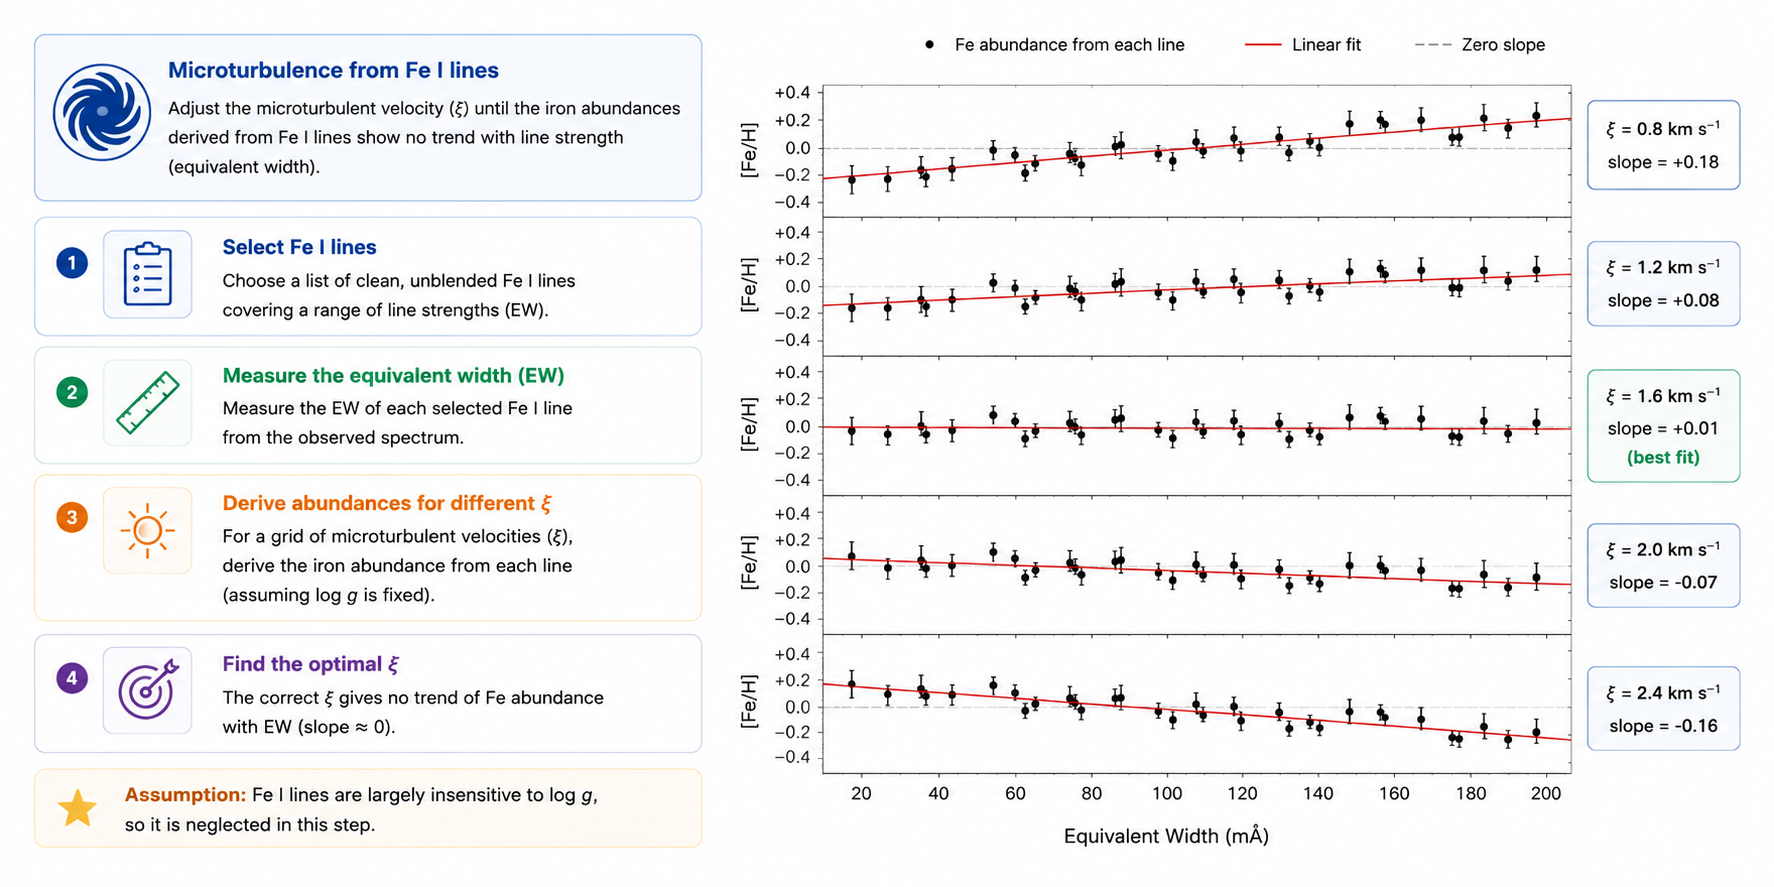 Microturbulence from Fe I lines
Adjust the microturbulent velocity (ξ) until the iron abundances
derived from Fe I lines show no trend with line strength
(equivalent width).
1
Select Fe I lines
Choose a list of clean, unblended Fe I lines
covering a range of line strengths (EW).
2
Measure the equivalent width (EW)
Measure the EW of each selected Fe I line
from the observed spectrum.
3
Derive abundances for different ξ
For a grid of microturbulent velocities (ξ),
derive the iron abundance from each line
(assuming log g is fixed).
4
Find the optimal ξ
The correct ξ gives no trend of Fe abundance
with EW (slope ≈ 0).
Assumption: Fe I lines are largely insensitive to log g,
so it is neglected in this step.
Fe abundance from each line
Linear fit
Zero slope
[Fe/H]
+0.4
+0.2
0.0
−0.2
−0.4
ξ = 0.8 km s⁻¹
slope = +0.18
[Fe/H]
+0.4
+0.2
0.0
−0.2
−0.4
ξ = 1.2 km s⁻¹
slope = +0.08
[Fe/H]
+0.4
+0.2
0.0
−0.2
−0.4
ξ = 1.6 km s⁻¹
slope = +0.01
(best fit)
[Fe/H]
+0.4
+0.2
0.0
−0.2
−0.4
ξ = 2.0 km s⁻¹
slope = -0.07
[Fe/H]
+0.4
+0.2
0.0
−0.2
−0.4
ξ = 2.4 km s⁻¹
slope = -0.16
20 40 60 80 100 120 140 160 180 200
Equivalent Width (mÅ)